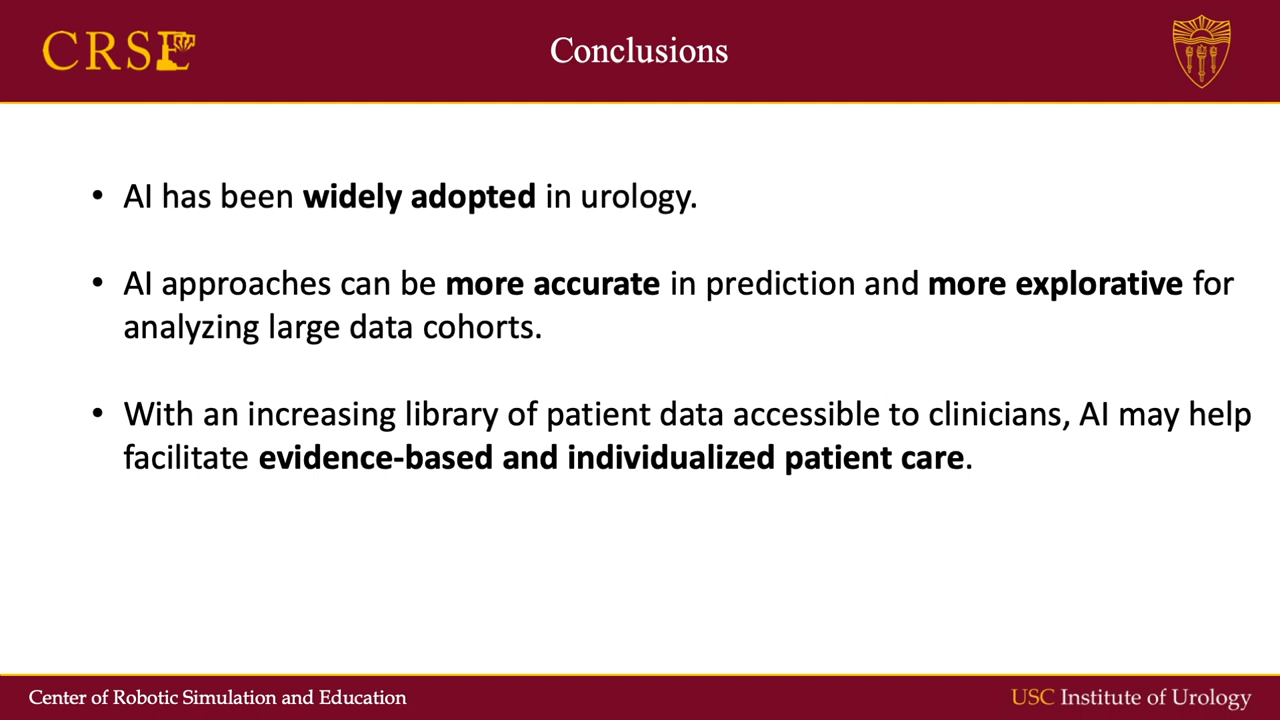 CRSE
Conclusions
• AI has been widely adopted in urology.
• AI approaches can be more accurate in prediction and more explorative for
analyzing large data cohorts.
• With an increasing library of patient data accessible to clinicians, AI may help
facilitate evidence-based and individualized patient care.
Center of Robotic Simulation and Education
USC Institute of Urology